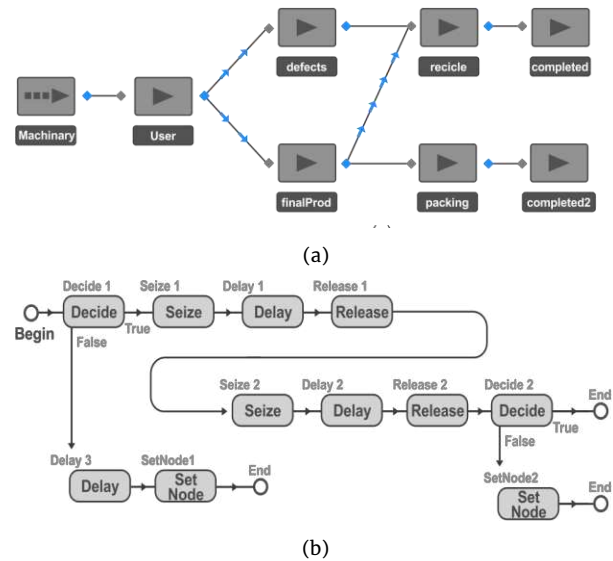 defects
recicle
completed
Machinary
User
finalProd
packing
completed2
(a)
Decide 1
Seize 1
Delay 1
Release 1
Begin
Decide
True
Seize
Delay
Release
False
Seize 2
Delay 2
Release 2
Decide 2
End
Seize
Delay
Release
Decide
True
False
Delay 3
SetNode1
End
Delay
Set
Node
SetNode2
End
Set
Node
(b)